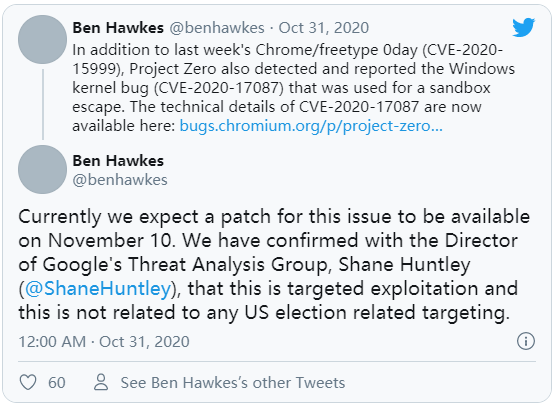 Ben Hawkes @benhawkes · Oct 31, 2020
In addition to last week's Chrome/freetype 0day (CVE-2020-
15999), Project Zero also detected and reported the Windows
kernel bug (CVE-2020-17087) that was used for a sandbox
escape. The technical details of CVE-2020-17087 are now
available here: bugs.chromium.org/p/project-zero...
Ben Hawkes
@benhawkes
Currently we expect a patch for this issue to be available
on November 10. We have confirmed with the Director
of Google's Threat Analysis Group, Shane Huntley
(@ShaneHuntley), that this is targeted exploitation and
this is not related to any US election related targeting.
12:00 AM · Oct 31, 2020
60 See Ben Hawkes's other Tweets